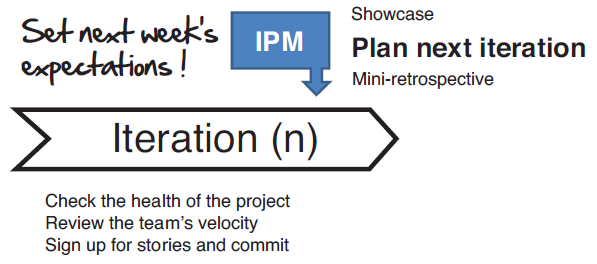 Set next week's
expectations!
IPM
Showcase
Plan next iteration
Mini-retrospective
Iteration (n)
Check the health of the project
Review the team's velocity
Sign up for stories and commit